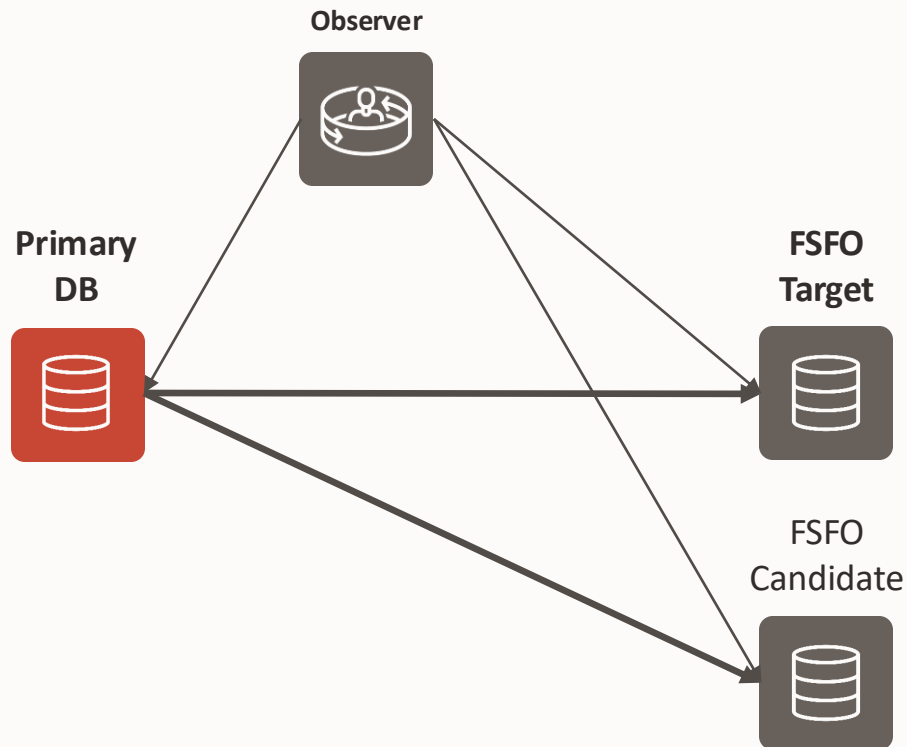 Observer
Primary
DB
FSFO
Target
FSFO
Candidate